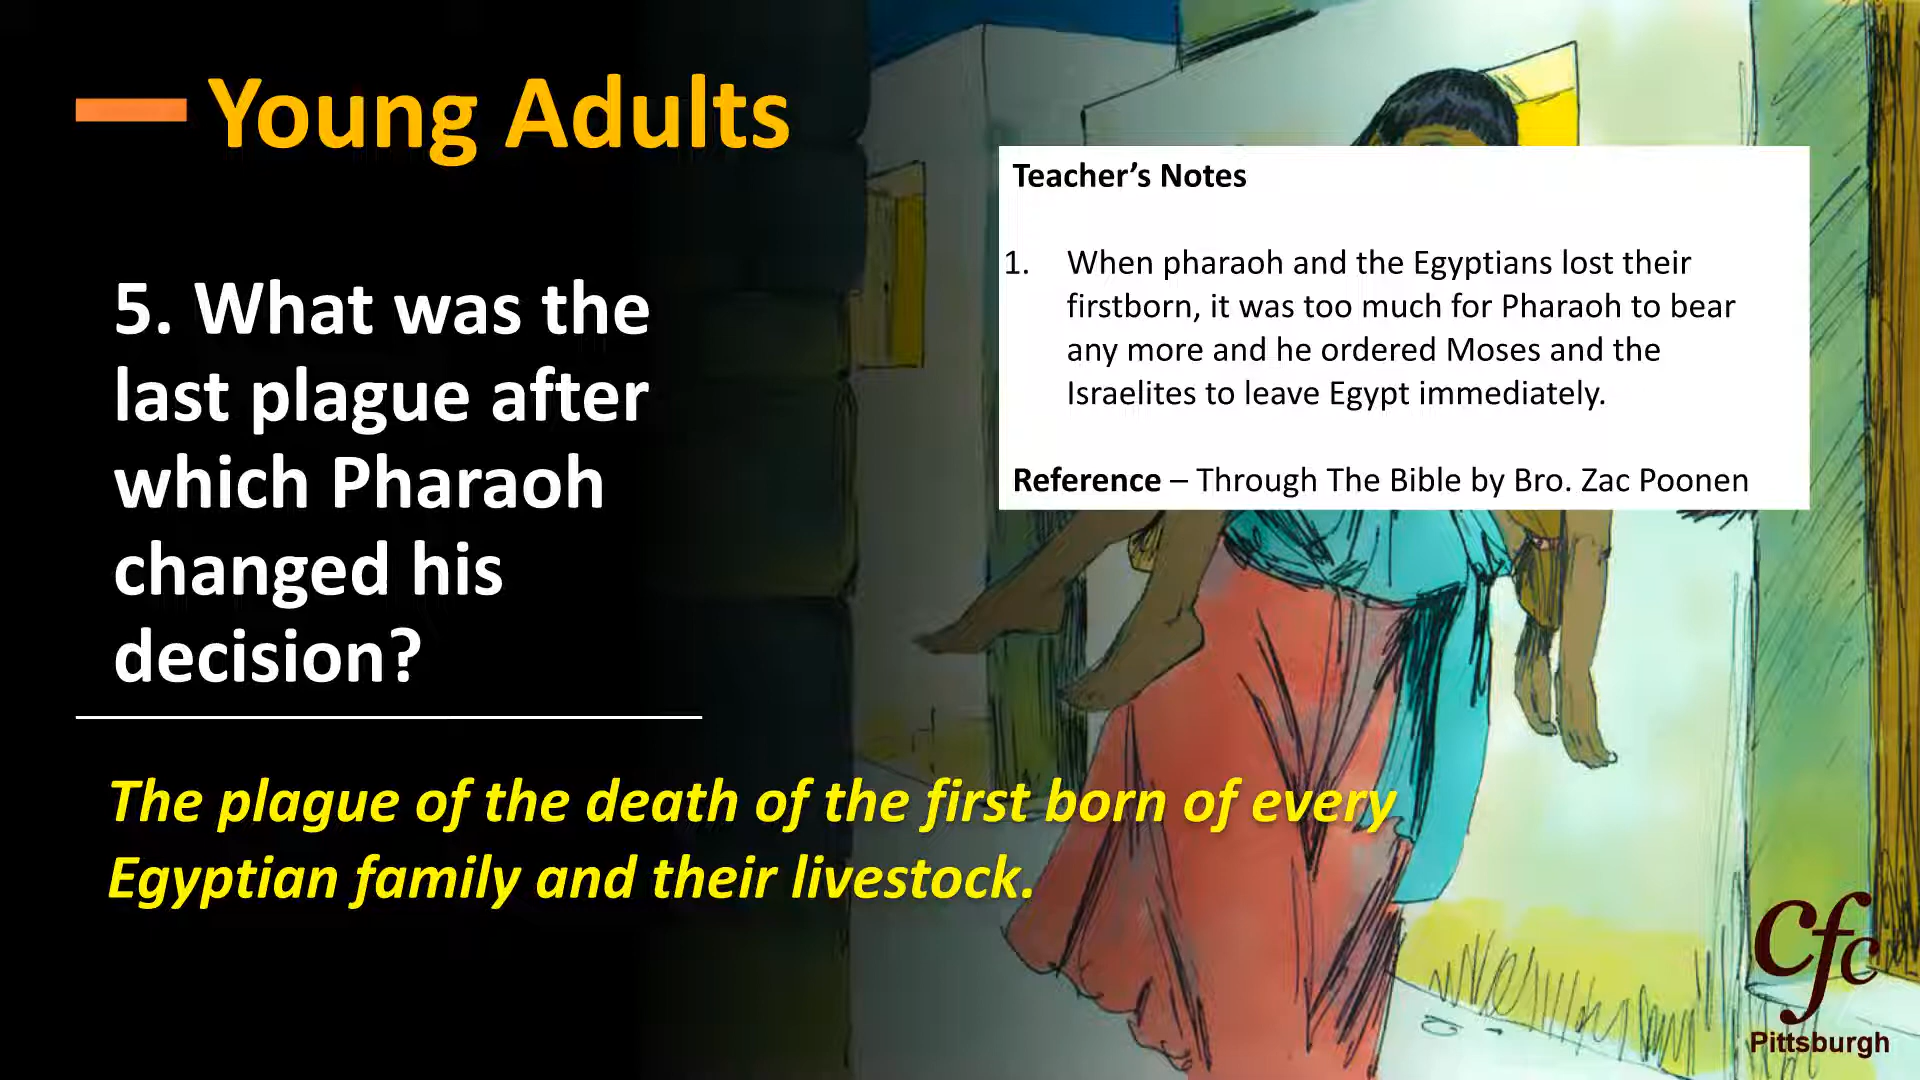 Young Adults
5. What was the
last plague after
which Pharaoh
changed his
decision?
The plague of the death of the first born of every
Egyptian family and their livestock.
Teacher’s Notes
1. When pharaoh and the Egyptians lost their
firstborn, it was too much for Pharaoh to bear
any more and he ordered Moses and the
Israelites to leave Egypt immediately.
Reference – Through The Bible by Bro. Zac Poonen
cfc
Pittsburgh